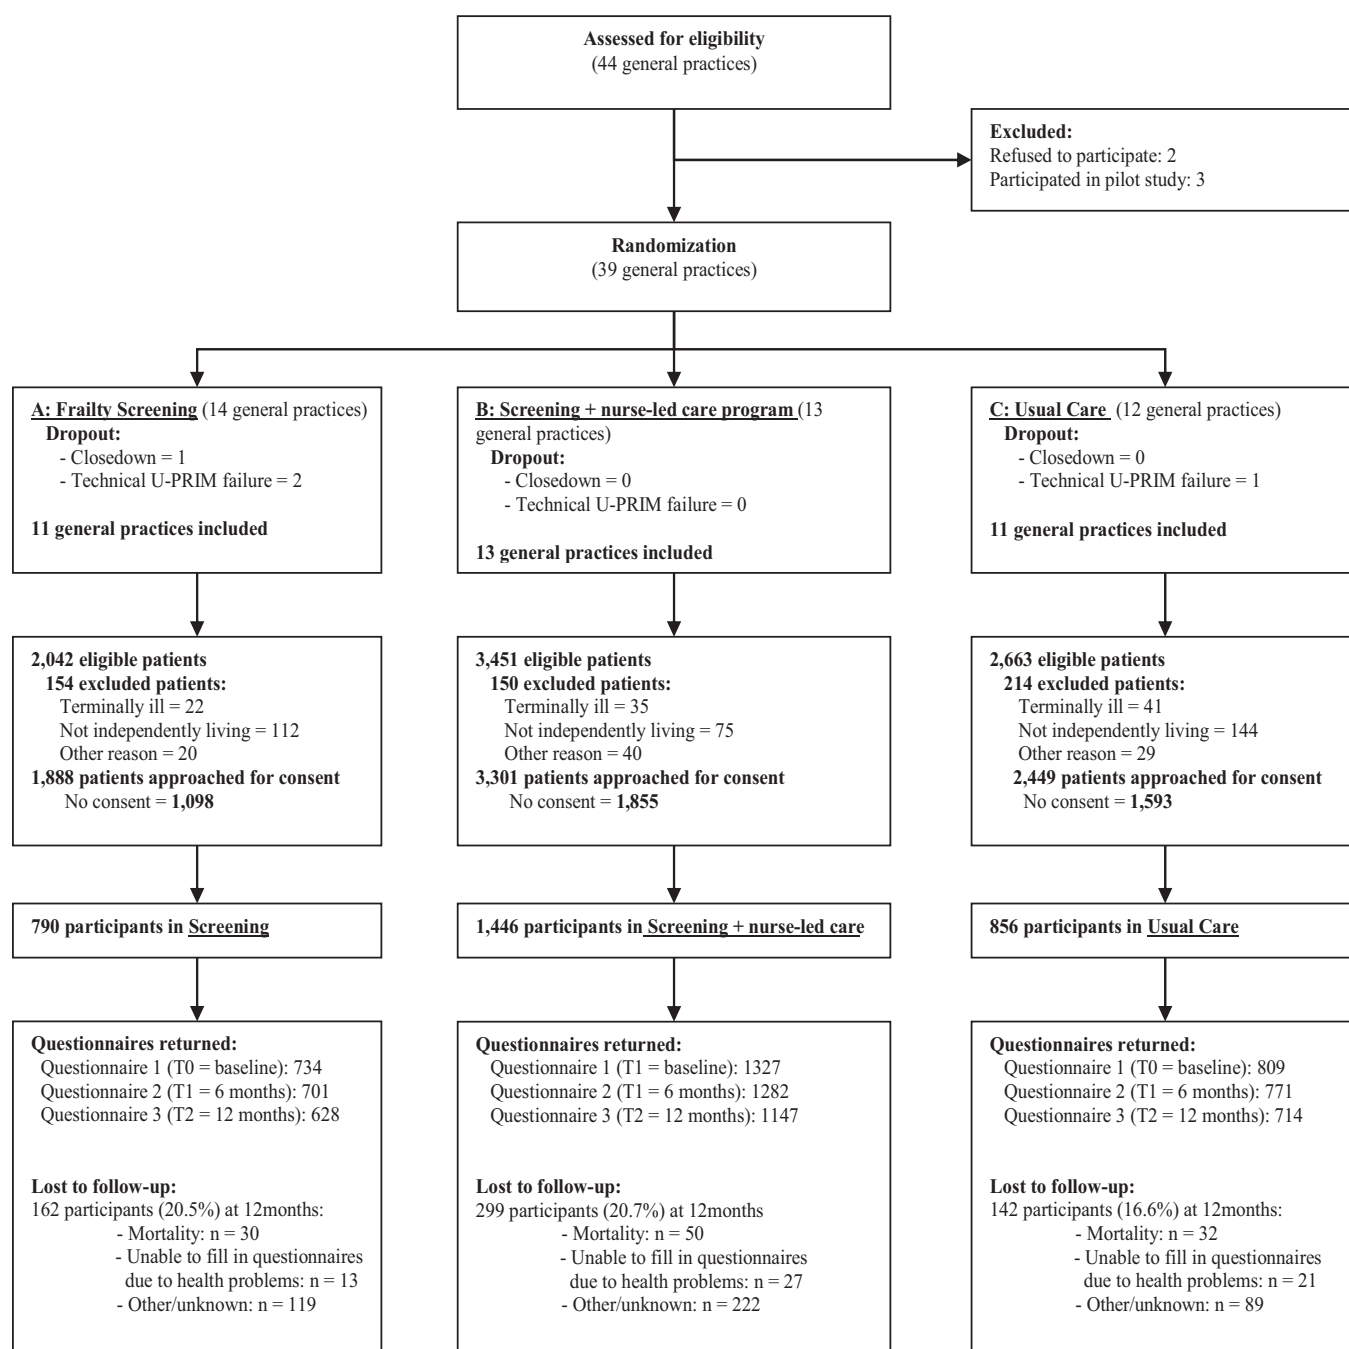 Assessed for eligibility
(44 general practices)
Excluded:
Refused to participate: 2
Participated in pilot study: 3
Randomization
(39 general practices)
A: Frailty Screening (14 general practices)
Dropout:
- Closedown = 1
- Technical U-PRIM failure = 2
11 general practices included
B: Screening + nurse-led care program (13
general practices)
Dropout:
- Closedown = 0
- Technical U-PRIM failure = 0
13 general practices included
C: Usual Care (12 general practices)
Dropout:
- Closedown = 0
- Technical U-PRIM failure = 1
11 general practices included
2,042 eligible patients
154 excluded patients:
Terminally ill = 22
Not independently living = 112
Other reason = 20
1,888 patients approached for consent
No consent = 1,098
3,451 eligible patients
150 excluded patients:
Terminally ill = 35
Not independently living = 75
Other reason = 40
3,301 patients approached for consent
No consent = 1,855
2,663 eligible patients
214 excluded patients:
Terminally ill = 41
Not independently living = 144
Other reason = 29
2,449 patients approached for consent
No consent = 1,593
790 participants in Screening
1,446 participants in Screening + nurse-led care
856 participants in Usual Care
Questionnaires returned:
Questionnaire 1 (T0 = baseline): 734
Questionnaire 2 (T1 = 6 months): 701
Questionnaire 3 (T2 = 12 months): 628
Lost to follow-up:
162 participants (20.5%) at 12months:
- Mortality: n = 30
- Unable to fill in questionnaires
due to health problems: n = 13
- Other/unknown: n = 119
Questionnaires returned:
Questionnaire 1 (T1 = baseline): 1327
Questionnaire 2 (T1 = 6 months): 1282
Questionnaire 3 (T2 = 12 months): 1147
Lost to follow-up:
299 participants (20.7%) at 12months
- Mortality: n = 50
- Unable to fill in questionnaires
due to health problems: n = 27
- Other/unknown: n = 222
Questionnaires returned:
Questionnaire 1 (T0 = baseline): 809
Questionnaire 2 (T1 = 6 months): 771
Questionnaire 3 (T2 = 12 months): 714
Lost to follow-up:
142 participants (16.6%) at 12months:
- Mortality: n = 32
- Unable to fill in questionnaires
due to health problems: n = 21
- Other/unknown: n = 89